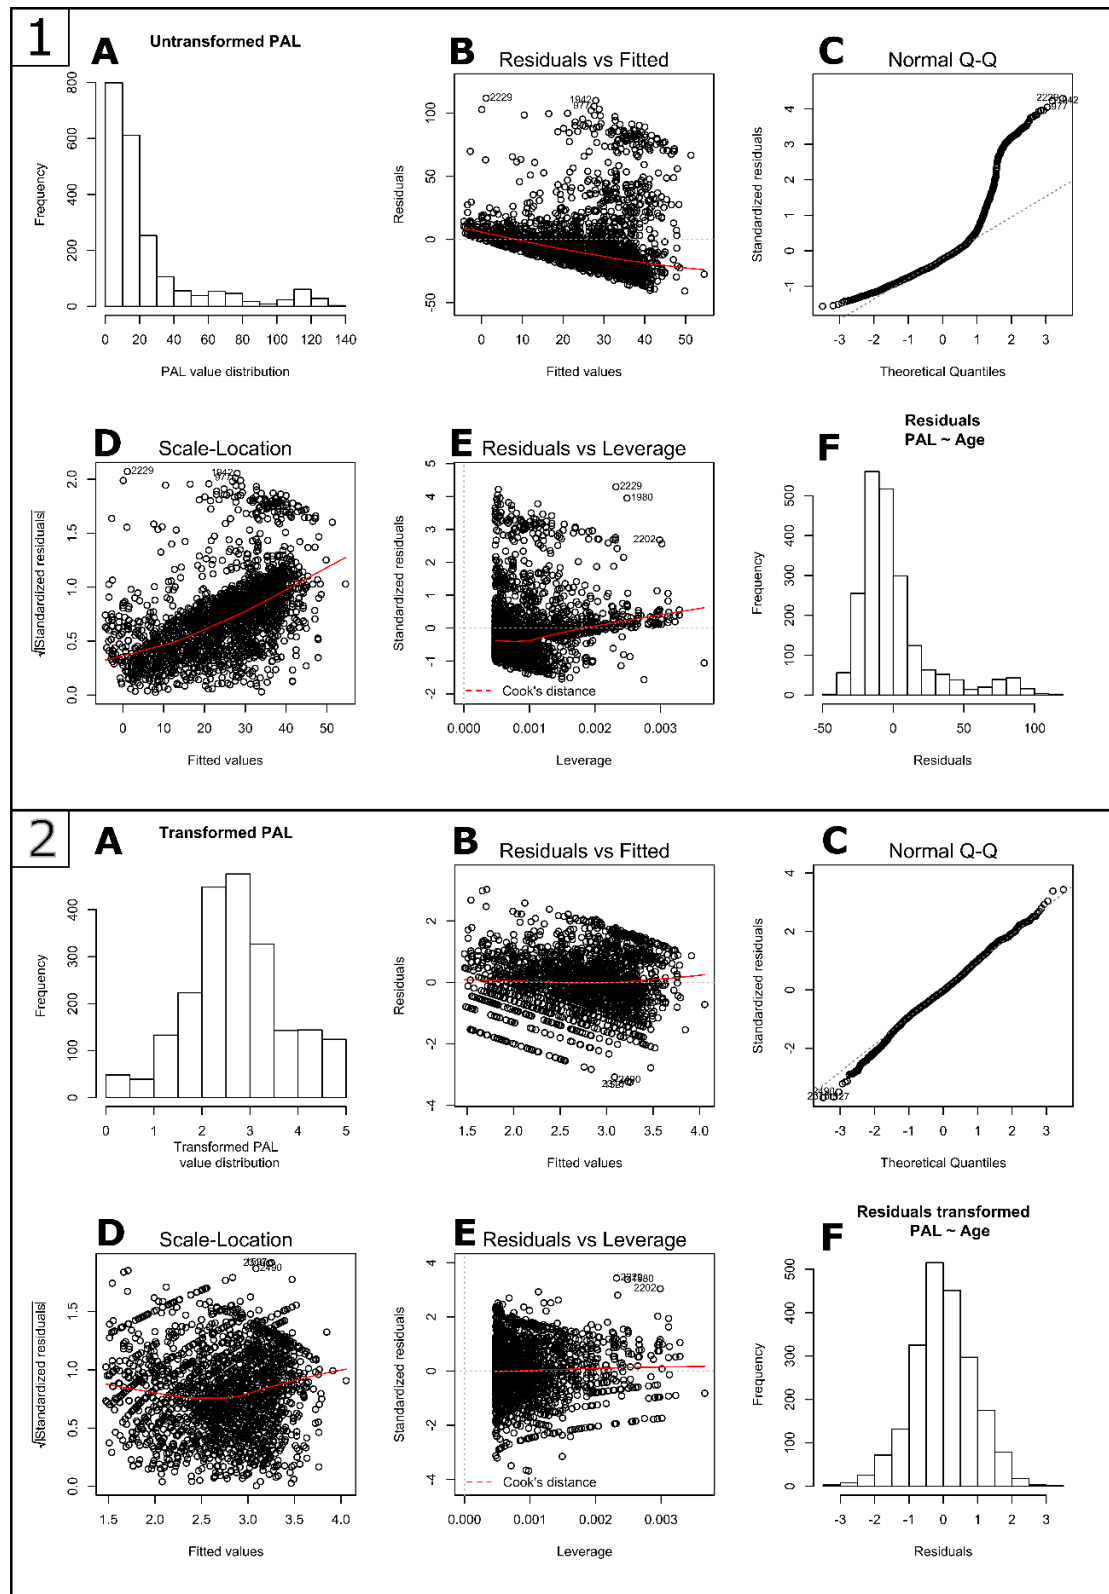 1
A
Untransformed PAL
Frequency
0 200 400 600 800
0 20 40 60 80 100 120 140
PAL value distribution
B
Residuals vs Fitted
Residuals
-50 0 50 100
2229
1942
977
0 10 20 30 40 50
Fitted values
C
Normal Q-Q
Standardized residuals
-1 0 1 2 3 4
-3 -2 -1 0 1 2 3
Theoretical Quantiles
D
Scale-Location
√|Standardized residuals|
0.0 0.5 1.0 1.5 2.0
2229
1942
977
0 10 20 30 40 50
Fitted values
E
Residuals vs Leverage
Standardized residuals
-2 -1 0 1 2 3 4 5
2229
1980
2202
Cook's distance
0.000 0.001 0.002 0.003
Leverage
F
Residuals
PAL ~ Age
Frequency
0 100 200 300 400 500
-50 0 50 100
Residuals
2
A
Transformed PAL
Frequency
0 100 200 300 400
0 1 2 3 4 5
Transformed PAL
value distribution
B
Residuals vs Fitted
Residuals
-4 -2 0 2
2490
1.5 2.0 2.5 3.0 3.5 4.0
Fitted values
C
Normal Q-Q
Standardized residuals
-2 0 2 4
2490
-3 -2 -1 0 1 2 3
Theoretical Quantiles
D
Scale-Location
√|Standardized residuals|
0.0 0.5 1.0 1.5
2490
1.5 2.0 2.5 3.0 3.5 4.0
Fitted values
E
Residuals vs Leverage
Standardized residuals
-4 -2 0 2 4
2202
Cook's distance
0.000 0.001 0.002 0.003
Leverage
F
Residuals transformed
PAL ~ Age
Frequency
0 100 200 300 400 500
-3 -2 -1 0 1 2 3
Residuals